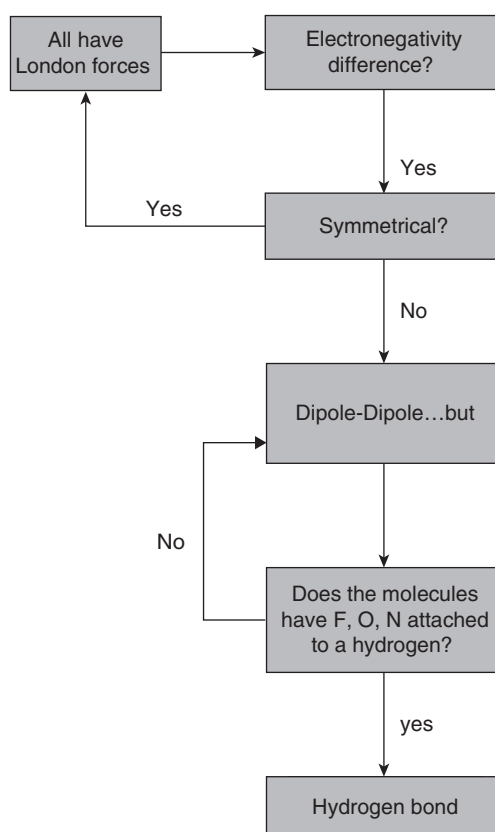 All have
London forces
Electronegativity
difference?
Yes
Yes
Symmetrical?
No
Dipole-Dipole...but
No
Does the molecules
have F, O, N attached
to a hydrogen?
yes
Hydrogen bond